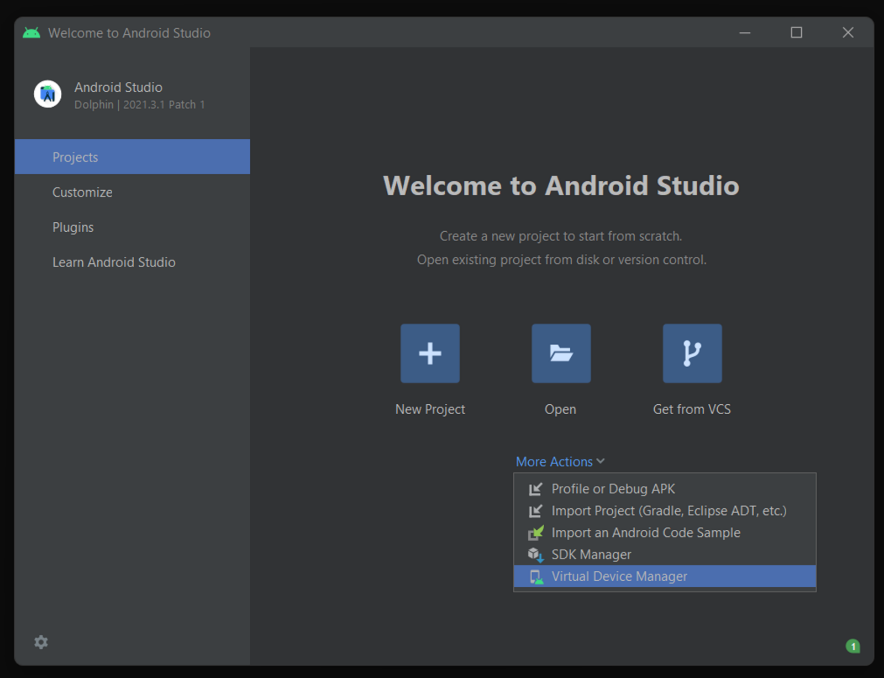 Welcome to Android Studio
Android Studio
Dolphin | 2021.3.1 Patch 1
Projects
Customize
Plugins
Learn Android Studio
Welcome to Android Studio
Create a new project to start from scratch.
Open existing project from disk or version control.
New Project
Open
Get from VCS
More Actions
Profile or Debug APK
Import Project (Gradle, Eclipse ADT, etc.)
Import an Android Code Sample
SDK Manager
Virtual Device Manager
1